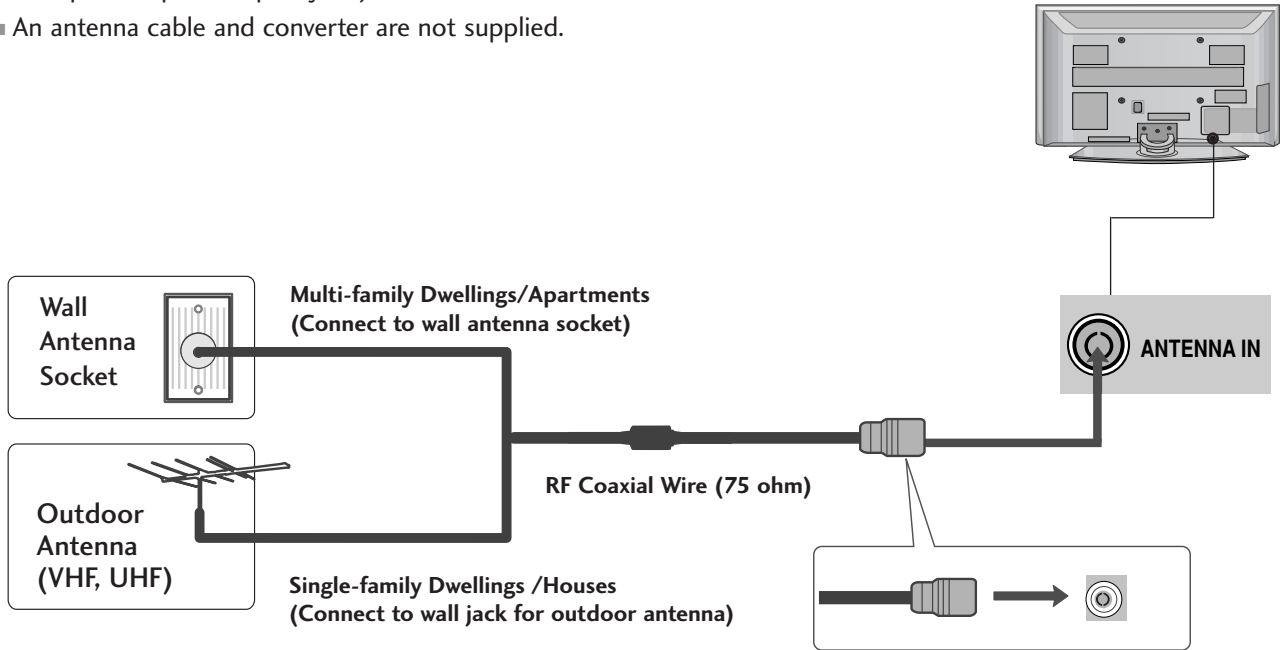 An antenna cable and converter are not supplied.
Wall
Antenna
Socket
Multi-family Dwellings/Apartments
(Connect to wall antenna socket)
ANTENNA IN
RF Coaxial Wire (75 ohm)
Outdoor
Antenna
(VHF, UHF)
Single-family Dwellings /Houses
(Connect to wall jack for outdoor antenna)